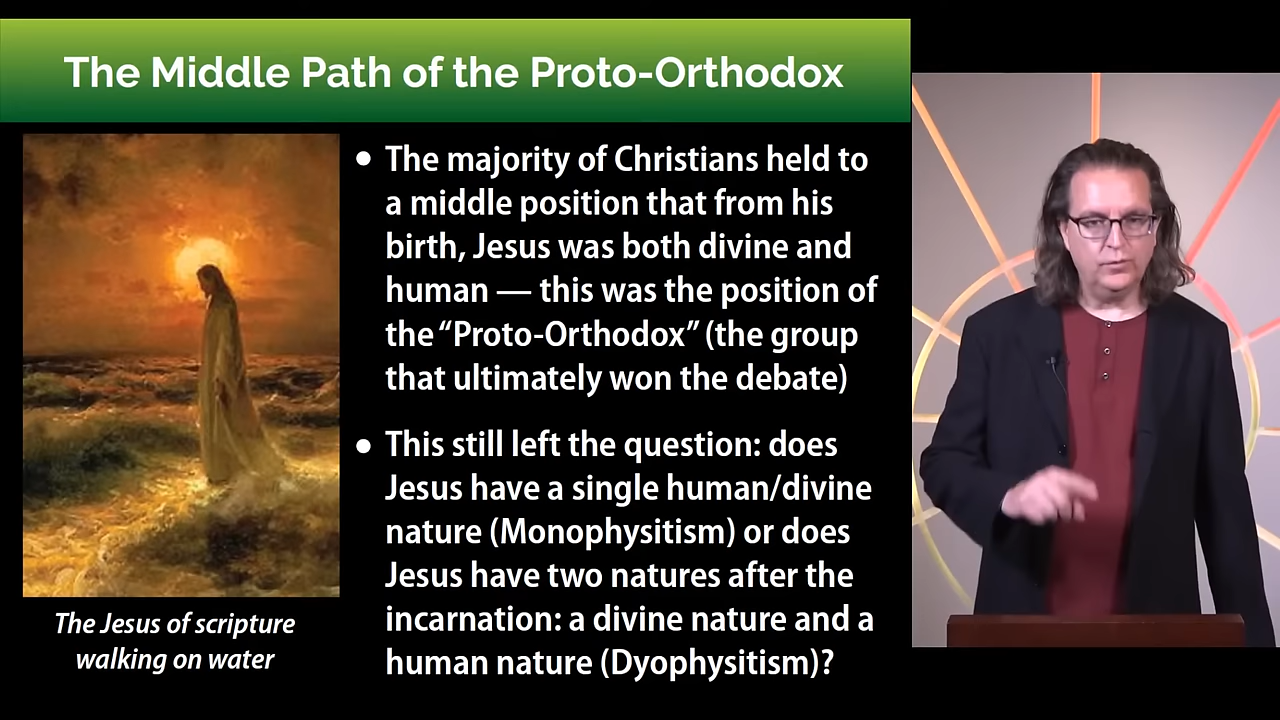 The Middle Path of the Proto-Orthodox
• The majority of Christians held to
a middle position that from his
birth, Jesus was both divine and
human — this was the position of
the “Proto-Orthodox” (the group
that ultimately won the debate)
• This still left the question: does
Jesus have a single human/divine
nature (Monophysitism) or does
Jesus have two natures after the
incarnation: a divine nature and a
human nature (Dyophysitism)?
The Jesus of scripture
walking on water